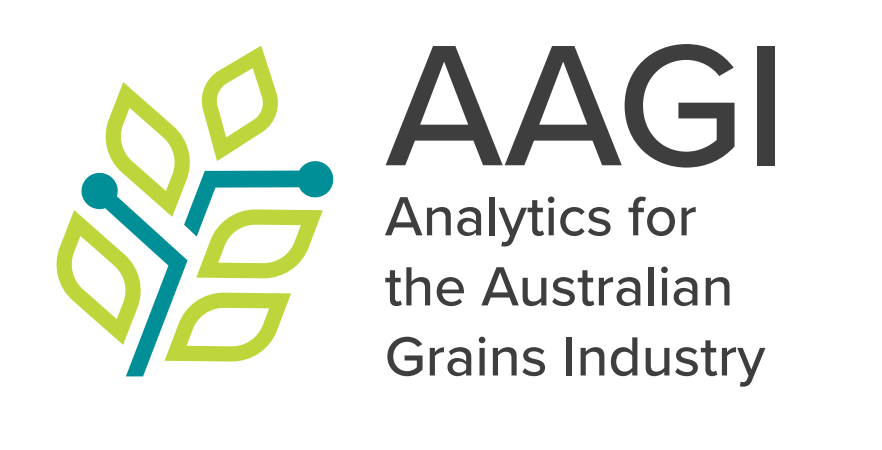 AAGI
Analytics for
the Australian
Grains Industry